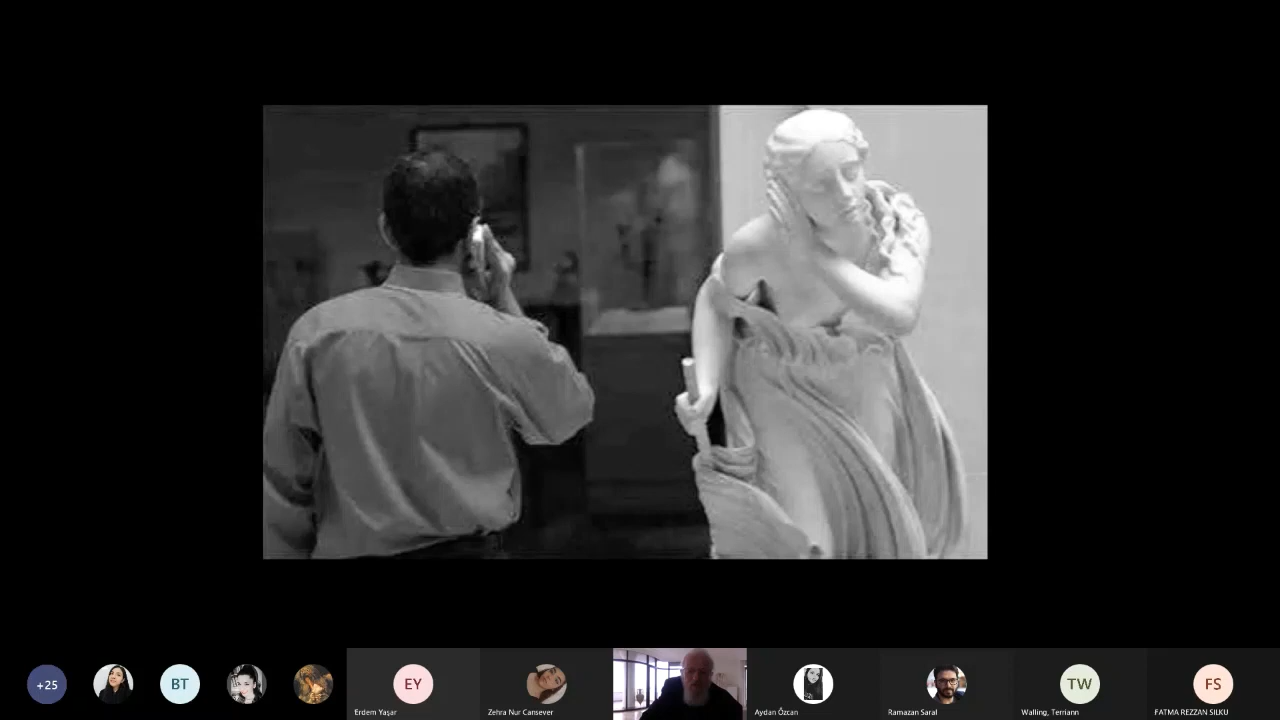 +25
BT
EY
Erdem Yaşar
Zehra Nur Cansever
Aydan Özcan
Ramazan Saral
TW
Walling, Terriann
FS
FATMA REZZAN SILKU